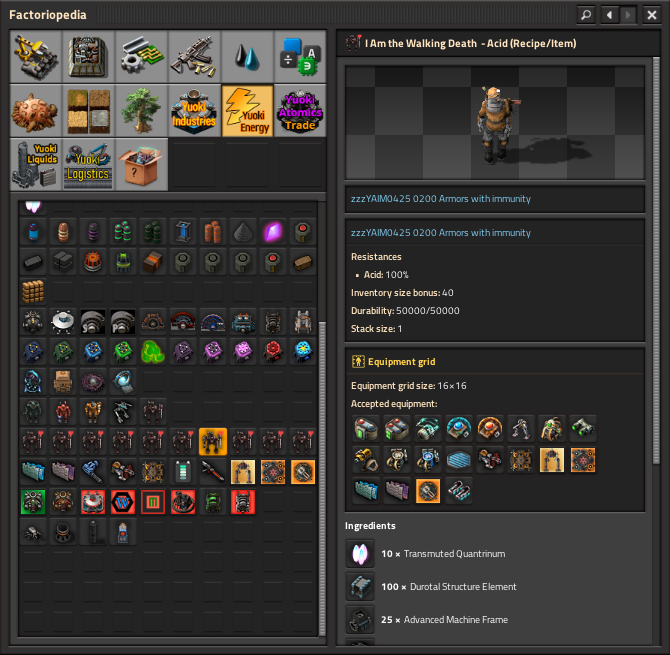 Factoriopedia
I Am the Walking Death - Acid (Recipe/Item)
A
Yuoki
Industries
Yuoki
Energy
Yuoki
Atomics
Trade
Yuoki
Liquids
Yuoki
Logistics
?
zzzYAIM0425 0200 Armors with immunity
zzzYAIM0425 0200 Armors with immunity
Resistances
• Acid: 100%
Inventory size bonus: 40
Durability: 50000/50000
Stack size: 1
Equipment grid
Equipment grid size: 16×16
Accepted equipment:
Ingredients
10 × Transmuted Quantrinum
100 × Durotal Structure Element
25 × Advanced Machine Frame